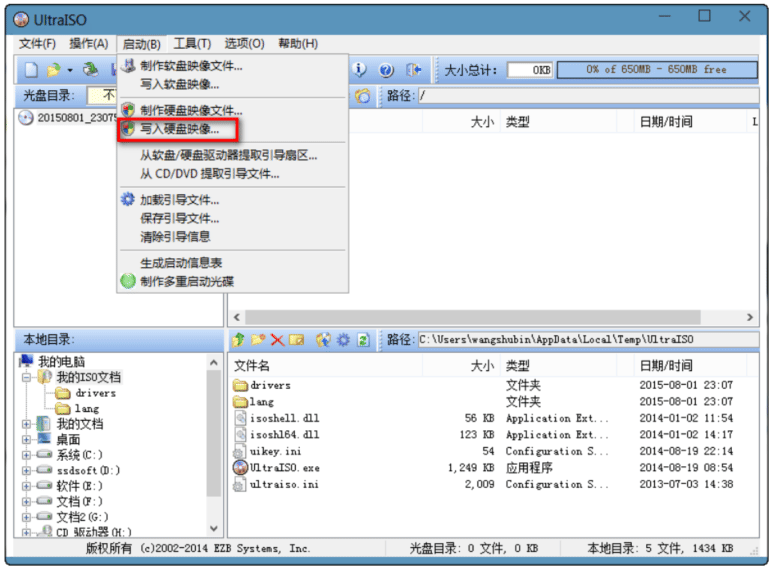 UltraISO
文件(F) 操作(A) 启动(B) 工具(T) 选项(O) 帮助(H)
大小总计: 0KB 0% of 650MB - 650MB free
光盘目录: 不 路径: /
20150801_2307 大小 类型 日期/时间 L
制作软盘映像文件...
写入软盘映像...
制作硬盘映像文件...
写入硬盘映像...
从软盘/硬盘驱动器提取引导扇区...
从 CD/DVD 提取引导文件...
加载引导文件...
保存引导文件...
清除引导信息
生成启动信息表
制作多重启动光碟
本地目录: 路径: C:\Users\wangshubin\AppData\Local\Temp\UltraISO
我的电脑
我的ISO文档
drivers
lang
我的文档
桌面
系统(C:)
ssdsoft(D:)
软件(E:)
文档(F:)
文档2(G:)
CD 驱动器(H:)
文件名 大小 类型 日期/时间
drivers 文件夹 2015-08-01 23:07
lang 文件夹 2015-08-01 23:07
isoshell.dll 56 KB Application Ext... 2014-01-02 11:54
isoshl64.dll 123 KB Application Ext... 2014-01-02 14:17
uikey.ini 54 Configuration S... 2014-08-19 22:14
UltraISO.exe 1,249 KB 应用程序 2014-08-19 08:54
ultraiso.ini 2,009 Configuration S... 2013-07-03 14:38
版权所有 (c)2002-2014 EZB Systems, Inc. 光盘目录: 0 文件, 0 KB 本地目录: 5 文件, 1434 KB